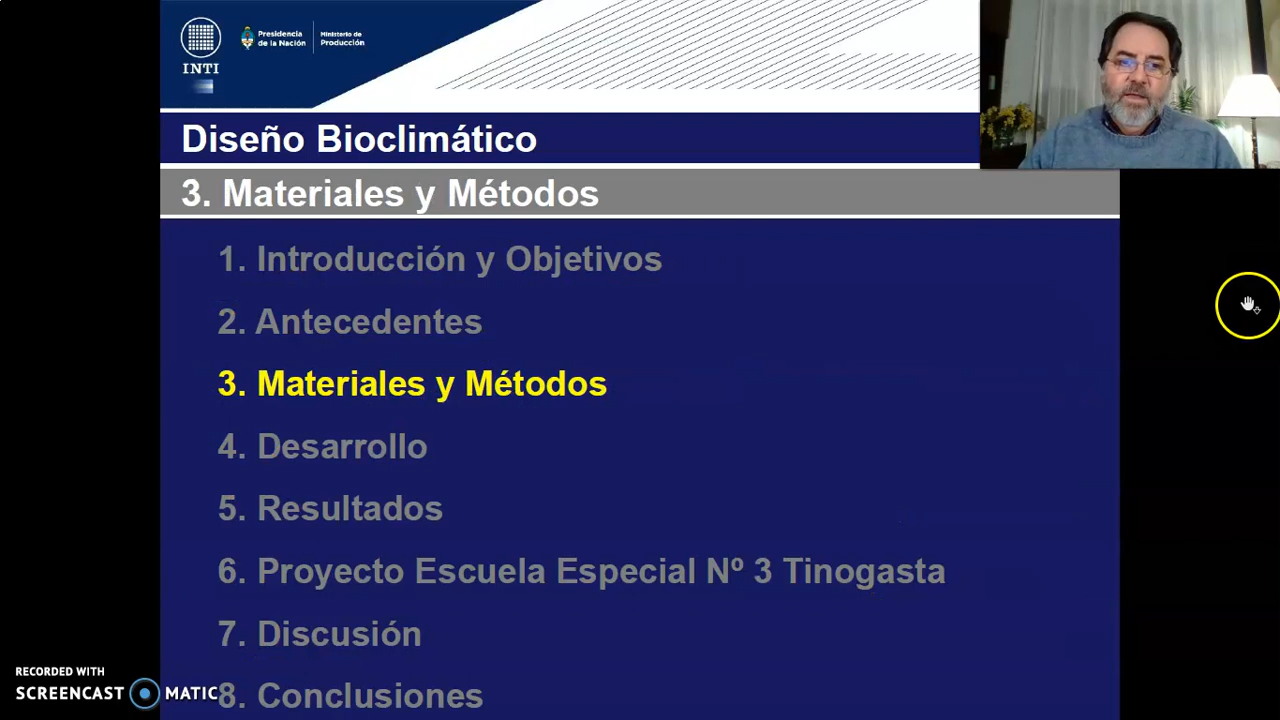 INTI
Presidencia
de la Nación
Ministerio de
Producción
Diseño Bioclimático
3. Materiales y Métodos
1. Introducción y Objetivos
2. Antecedentes
3. Materiales y Métodos
4. Desarrollo
5. Resultados
6. Proyecto Escuela Especial Nº 3 Tinogasta
7. Discusión
8. Conclusiones
RECORDED WITH
SCREENCAST MATIC